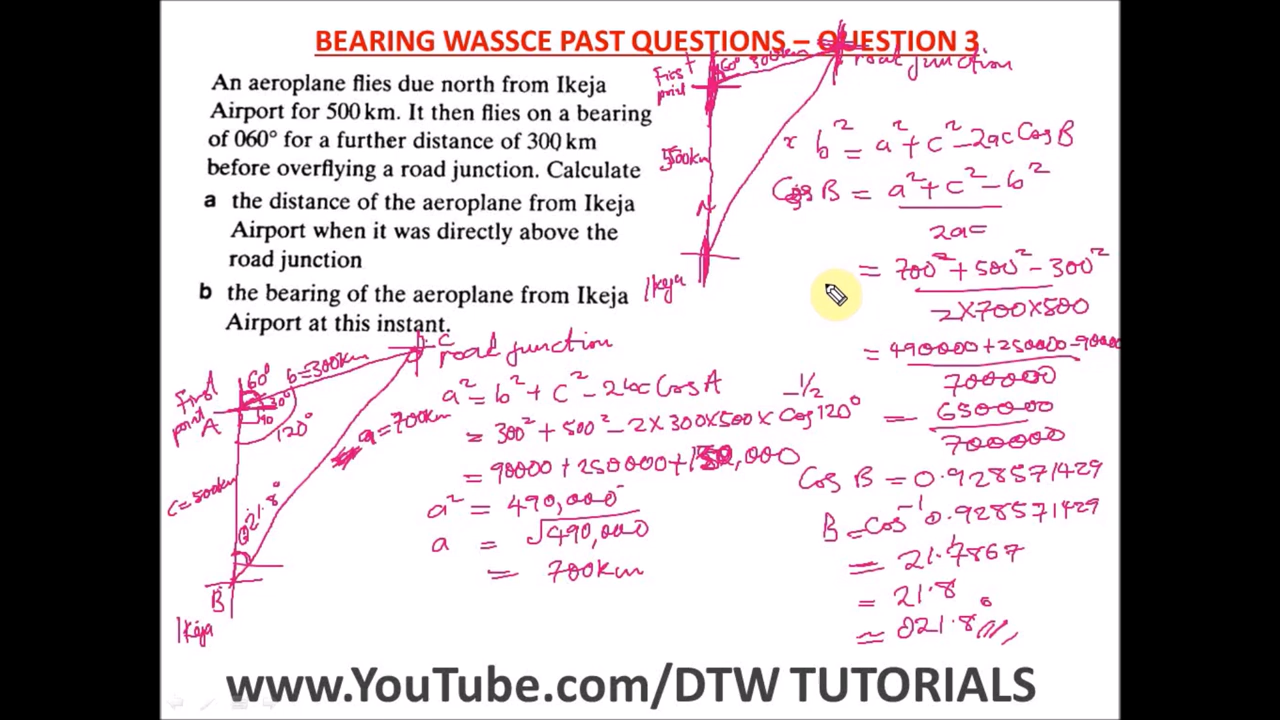 BEARING WASSCE PAST QUESTIONS – QUESTION 3
An aeroplane flies due north from Ikeja
Airport for 500 km. It then flies on a bearing
of 060° for a further distance of 300 km
before overflying a road junction. Calculate
a the distance of the aeroplane from Ikeja
Airport when it was directly above the
road junction
b the bearing of the aeroplane from Ikeja
Airport at this instant.
First
point
60° 300km
road junction
500km
x
N
Ikeja
b² = a² + c² - 2ac Cos B
Cos B = a² + c² - b²
2ac
= 700² + 500² - 300²
2×700×500
= 490000 + 250000 - 90000
700000
= 650000
700000
Cos B = 0.928571429
B = Cos⁻¹ 0.928571429
= 21.7867
= 21.8
≈ 021.8°
First
point A
60°
b=300km
C
road junction
30°
90
120°
a=700km
c=500km
021.8°
B
Ikeja
a² = b² + c² - 2bc Cos A
-1/2
= 300² + 500² - 2×300×500× Cos 120°
= 90000 + 250000 + 150,000
a² = 490,000
a = √490,000
= 700km
www.YouTube.com/DTW TUTORIALS